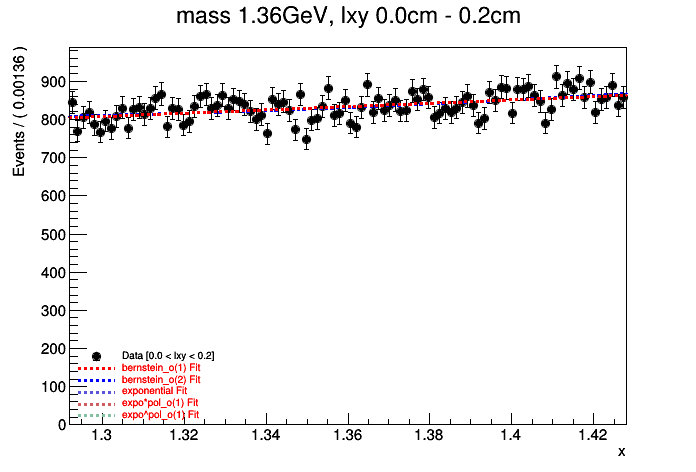 mass 1.36GeV, lxy 0.0cm - 0.2cm
Events / ( 0.00136 )
900
800
700
600
500
400
300
200
100
0
Data [0.0 < lxy < 0.2]
bernstein_o(1) Fit
bernstein_o(2) Fit
exponential Fit
expo*pol_o(1) Fit
expo^pol_o(1) Fit
1.3 1.32 1.34 1.36 1.38 1.4 1.42
x